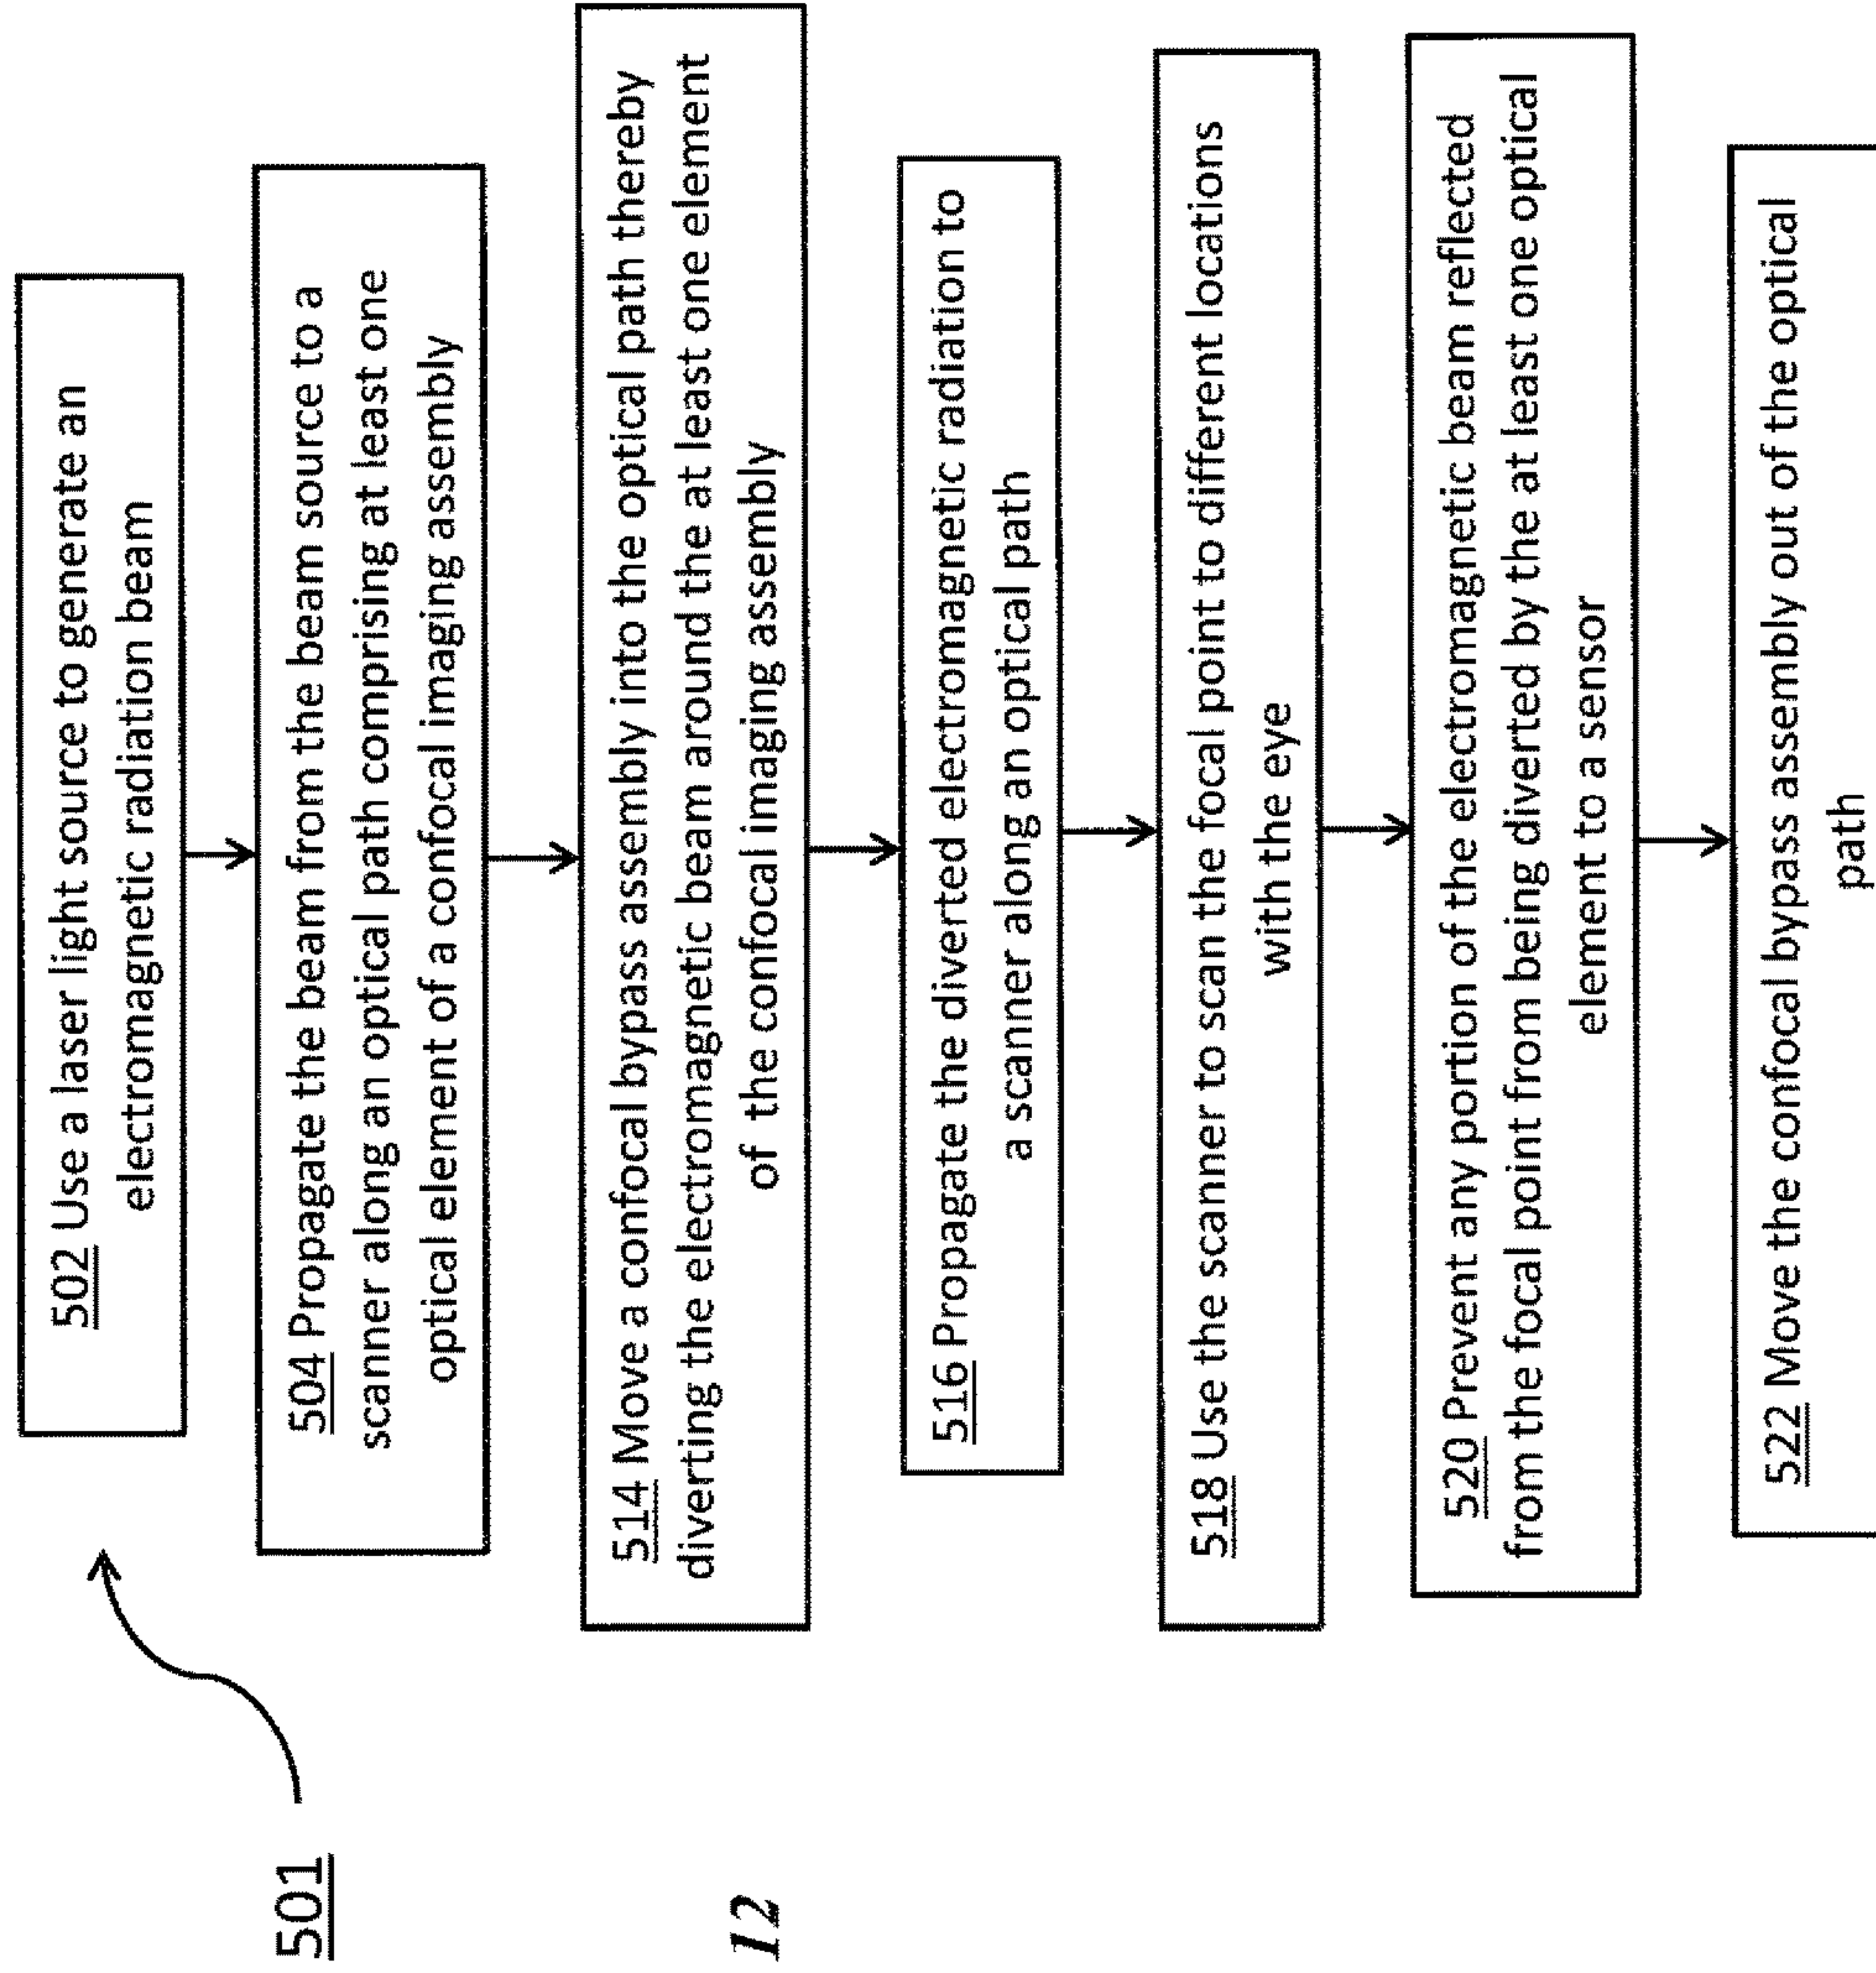 502 Use a laser light source to generate an
electromagnetic radiation beam
504 Propagate the beam from the beam source to a
scanner along an optical path comprising at least one
optical element of a confocal imaging assembly
514 Move a confocal bypass assembly into the optical path thereby
diverting the electromagnetic beam around the at least one element
of the confocal imaging assembly
516 Propagate the diverted electromagnetic radiation to
a scanner along an optical path
518 Use the scanner to scan the focal point to different locations
with the eye
520 Prevent any portion of the electromagnetic beam reflected
from the focal point from being diverted by the at least one optical
element to a sensor
522 Move the confocal bypass assembly out of the optical
path
501
12